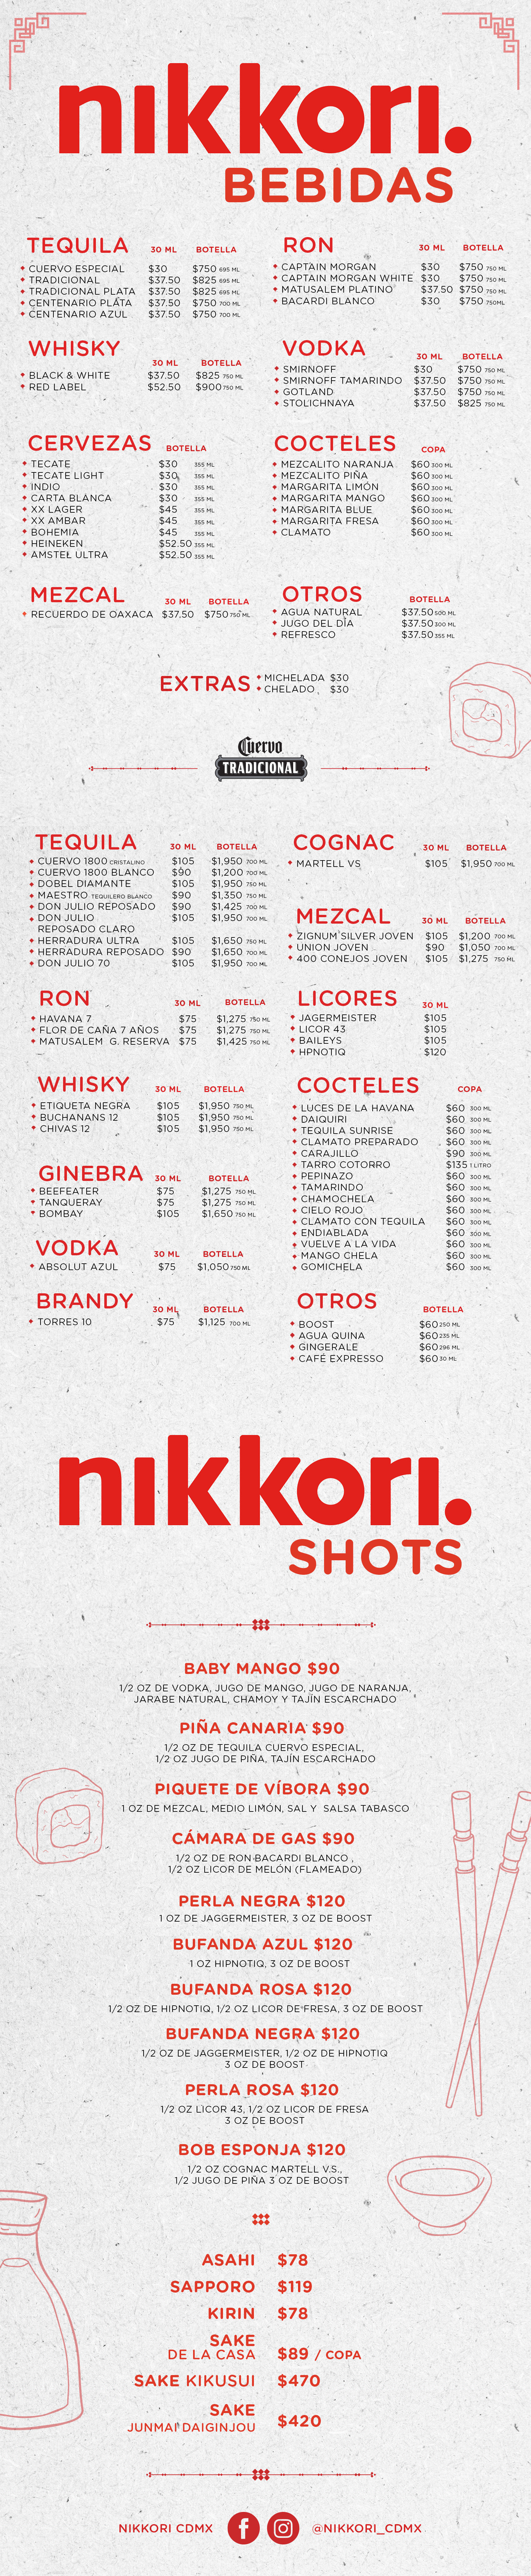 nikkori.
BEBIDAS
TEQUILA 30 ML BOTELLA
CUERVO ESPECIAL $30 $750 695 ML
TRADICIONAL $37.50 $825 695 ML
TRADICIONAL PLATA $37.50 $825 695 ML
CENTENARIO PLATA $37.50 $750 700 ML
CENTENARIO AZUL $37.50 $750 700 ML
RON 30 ML BOTELLA
CAPTAIN MORGAN $30 $750 750 ML
CAPTAIN MORGAN WHITE $30 $750 750 ML
MATUSALEM PLATINO $37.50 $750 750 ML
BACARDI BLANCO $30 $750 750ML
WHISKY 30 ML BOTELLA
BLACK & WHITE $37.50 $825 750 ML
RED LABEL $52.50 $900 750 ML
VODKA 30 ML BOTELLA
SMIRNOFF $30 $750 750 ML
SMIRNOFF TAMARINDO $37.50 $750 750 ML
GOTLAND $37.50 $750 750 ML
STOLICHNAYA $37.50 $825 750 ML
CERVEZAS BOTELLA
TECATE $30 355 ML
TECATE LIGHT $30 355 ML
INDIO $30 355 ML
CARTA BLANCA $30 355 ML
XX LAGER $45 355 ML
XX AMBAR $45 355 ML
BOHEMIA $45 355 ML
HEINEKEN $52.50 355 ML
AMSTEL ULTRA $52.50 355 ML
COCTELES COPA
MEZCALITO NARANJA $60 300 ML
MEZCALITO PIÑA $60 300 ML
MARGARITA LIMÓN $60 300 ML
MARGARITA MANGO $60 300 ML
MARGARITA BLUE $60 300 ML
MARGARITA FRESA $60 300 ML
CLAMATO $60 300 ML
MEZCAL 30 ML BOTELLA
RECUERDO DE OAXACA $37.50 $750 750 ML
OTROS BOTELLA
AGUA NATURAL $37.50 500 ML
JUGO DEL DÍA $37.50 300 ML
REFRESCO $37.50 355 ML
EXTRAS
MICHELADA $30
CHELADO $30
Cuervo
TRADICIONAL
TEQUILA 30 ML BOTELLA
CUERVO 1800 CRISTALINO $105 $1,950 700 ML
CUERVO 1800 BLANCO $90 $1,200 700 ML
DOBEL DIAMANTE $105 $1,950 750 ML
MAESTRO TEQUILERO BLANCO $90 $1,350 750 ML
DON JULIO REPOSADO $90 $1,425 700 ML
DON JULIO $105 $1,950 700 ML
REPOSADO CLARO
HERRADURA ULTRA $105 $1,650 750 ML
HERRADURA REPOSADO $90 $1,650 700 ML
DON JULIO 70 $105 $1,950 700 ML
COGNAC 30 ML BOTELLA
MARTELL VS $105 $1,950 700 ML
MEZCAL 30 ML BOTELLA
ZIGNUM SILVER JOVEN $105 $1,200 700 ML
UNION JOVEN $90 $1,050 700 ML
400 CONEJOS JOVEN $105 $1,275 750 ML
RON 30 ML BOTELLA
HAVANA 7 $75 $1,275 750 ML
FLOR DE CAÑA 7 AÑOS $75 $1,275 750 ML
MATUSALEM G. RESERVA $75 $1,425 750 ML
LICORES 30 ML
JAGERMEISTER $105
LICOR 43 $105
BAILEYS $105
HPNOTIQ $120
WHISKY 30 ML BOTELLA
ETIQUETA NEGRA $105 $1,950 750 ML
BUCHANANS 12 $105 $1,950 750 ML
CHIVAS 12 $105 $1,950 750 ML
COCTELES COPA
LUCES DE LA HAVANA $60 300 ML
DAIQUIRI $60 300 ML
TEQUILA SUNRISE $60 300 ML
CLAMATO PREPARADO $60 300 ML
CARAJILLO $90 300 ML
TARRO COTORRO $135 1 LITRO
PEPINAZO $60 300 ML
TAMARINDO $60 300 ML
CHAMOCHELA $60 300 ML
CIELO ROJO $60 300 ML
CLAMATO CON TEQUILA $60 300 ML
ENDIABLADA $60 300 ML
VUELVE A LA VIDA $60 300 ML
MANGO CHELA $60 300 ML
GOMICHELA $60 300 ML
GINEBRA 30 ML BOTELLA
BEEFEATER $75 $1,275 750 ML
TANQUERAY $75 $1,275 750 ML
BOMBAY $105 $1,650 750 ML
VODKA 30 ML BOTELLA
ABSOLUT AZUL $75 $1,050 750 ML
BRANDY 30 ML BOTELLA
TORRES 10 $75 $1,125 700 ML
OTROS BOTELLA
BOOST $60 250 ML
AGUA QUINA $60 235 ML
GINGERALE $60 296 ML
CAFÉ EXPRESSO $60 30 ML
nikkori.
SHOTS
BABY MANGO $90
1/2 OZ DE VODKA, JUGO DE MANGO, JUGO DE NARANJA,
JARABE NATURAL, CHAMOY Y TAJÍN ESCARCHADO
PIÑA CANARIA $90
1/2 OZ DE TEQUILA CUERVO ESPECIAL,
1/2 OZ JUGO DE PIÑA, TAJÍN ESCARCHADO
PIQUETE DE VÍBORA $90
1 OZ DE MEZCAL, MEDIO LIMÓN, SAL Y SALSA TABASCO
CÁMARA DE GAS $90
1/2 OZ DE RON BACARDI BLANCO ,
1/2 OZ LICOR DE MELÓN (FLAMEADO)
PERLA NEGRA $120
1 OZ DE JAGGERMEISTER, 3 OZ DE BOOST
BUFANDA AZUL $120
1 OZ HIPNOTIQ, 3 OZ DE BOOST
BUFANDA ROSA $120
1/2 OZ DE HIPNOTIQ, 1/2 OZ LICOR DE FRESA, 3 OZ DE BOOST
BUFANDA NEGRA $120
1/2 OZ DE JAGGERMEISTER, 1/2 OZ DE HIPNOTIQ
3 OZ DE BOOST
PERLA ROSA $120
1/2 OZ LICOR 43, 1/2 OZ LICOR DE FRESA
3 OZ DE BOOST
BOB ESPONJA $120
1/2 OZ COGNAC MARTELL V.S.,
1/2 JUGO DE PIÑA 3 OZ DE BOOST
ASAHI $78
SAPPORO $119
KIRIN $78
SAKE
DE LA CASA $89 / COPA
SAKE KIKUSUI $470
SAKE
JUNMAI DAIGINJOU $420
NIKKORI CDMX @NIKKORI_CDMX